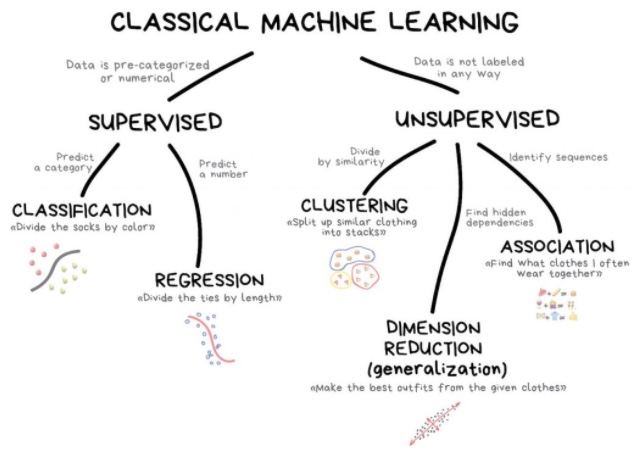 CLASSICAL MACHINE LEARNING
Data is pre-categorized
or numerical
Data is not labeled
in any way
SUPERVISED
UNSUPERVISED
Predict
a category
Predict
a number
Divide
by similarity
Identify sequences
Find hidden
dependencies
CLASSIFICATION
«Divide the socks by color»
REGRESSION
«Divide the ties by length»
CLUSTERING
«Split up similar clothing
into stacks»
ASSOCIATION
«Find what clothes I often
wear together»
DIMENSION
REDUCTION
(generalization)
«Make the best outfits from the given clothes»